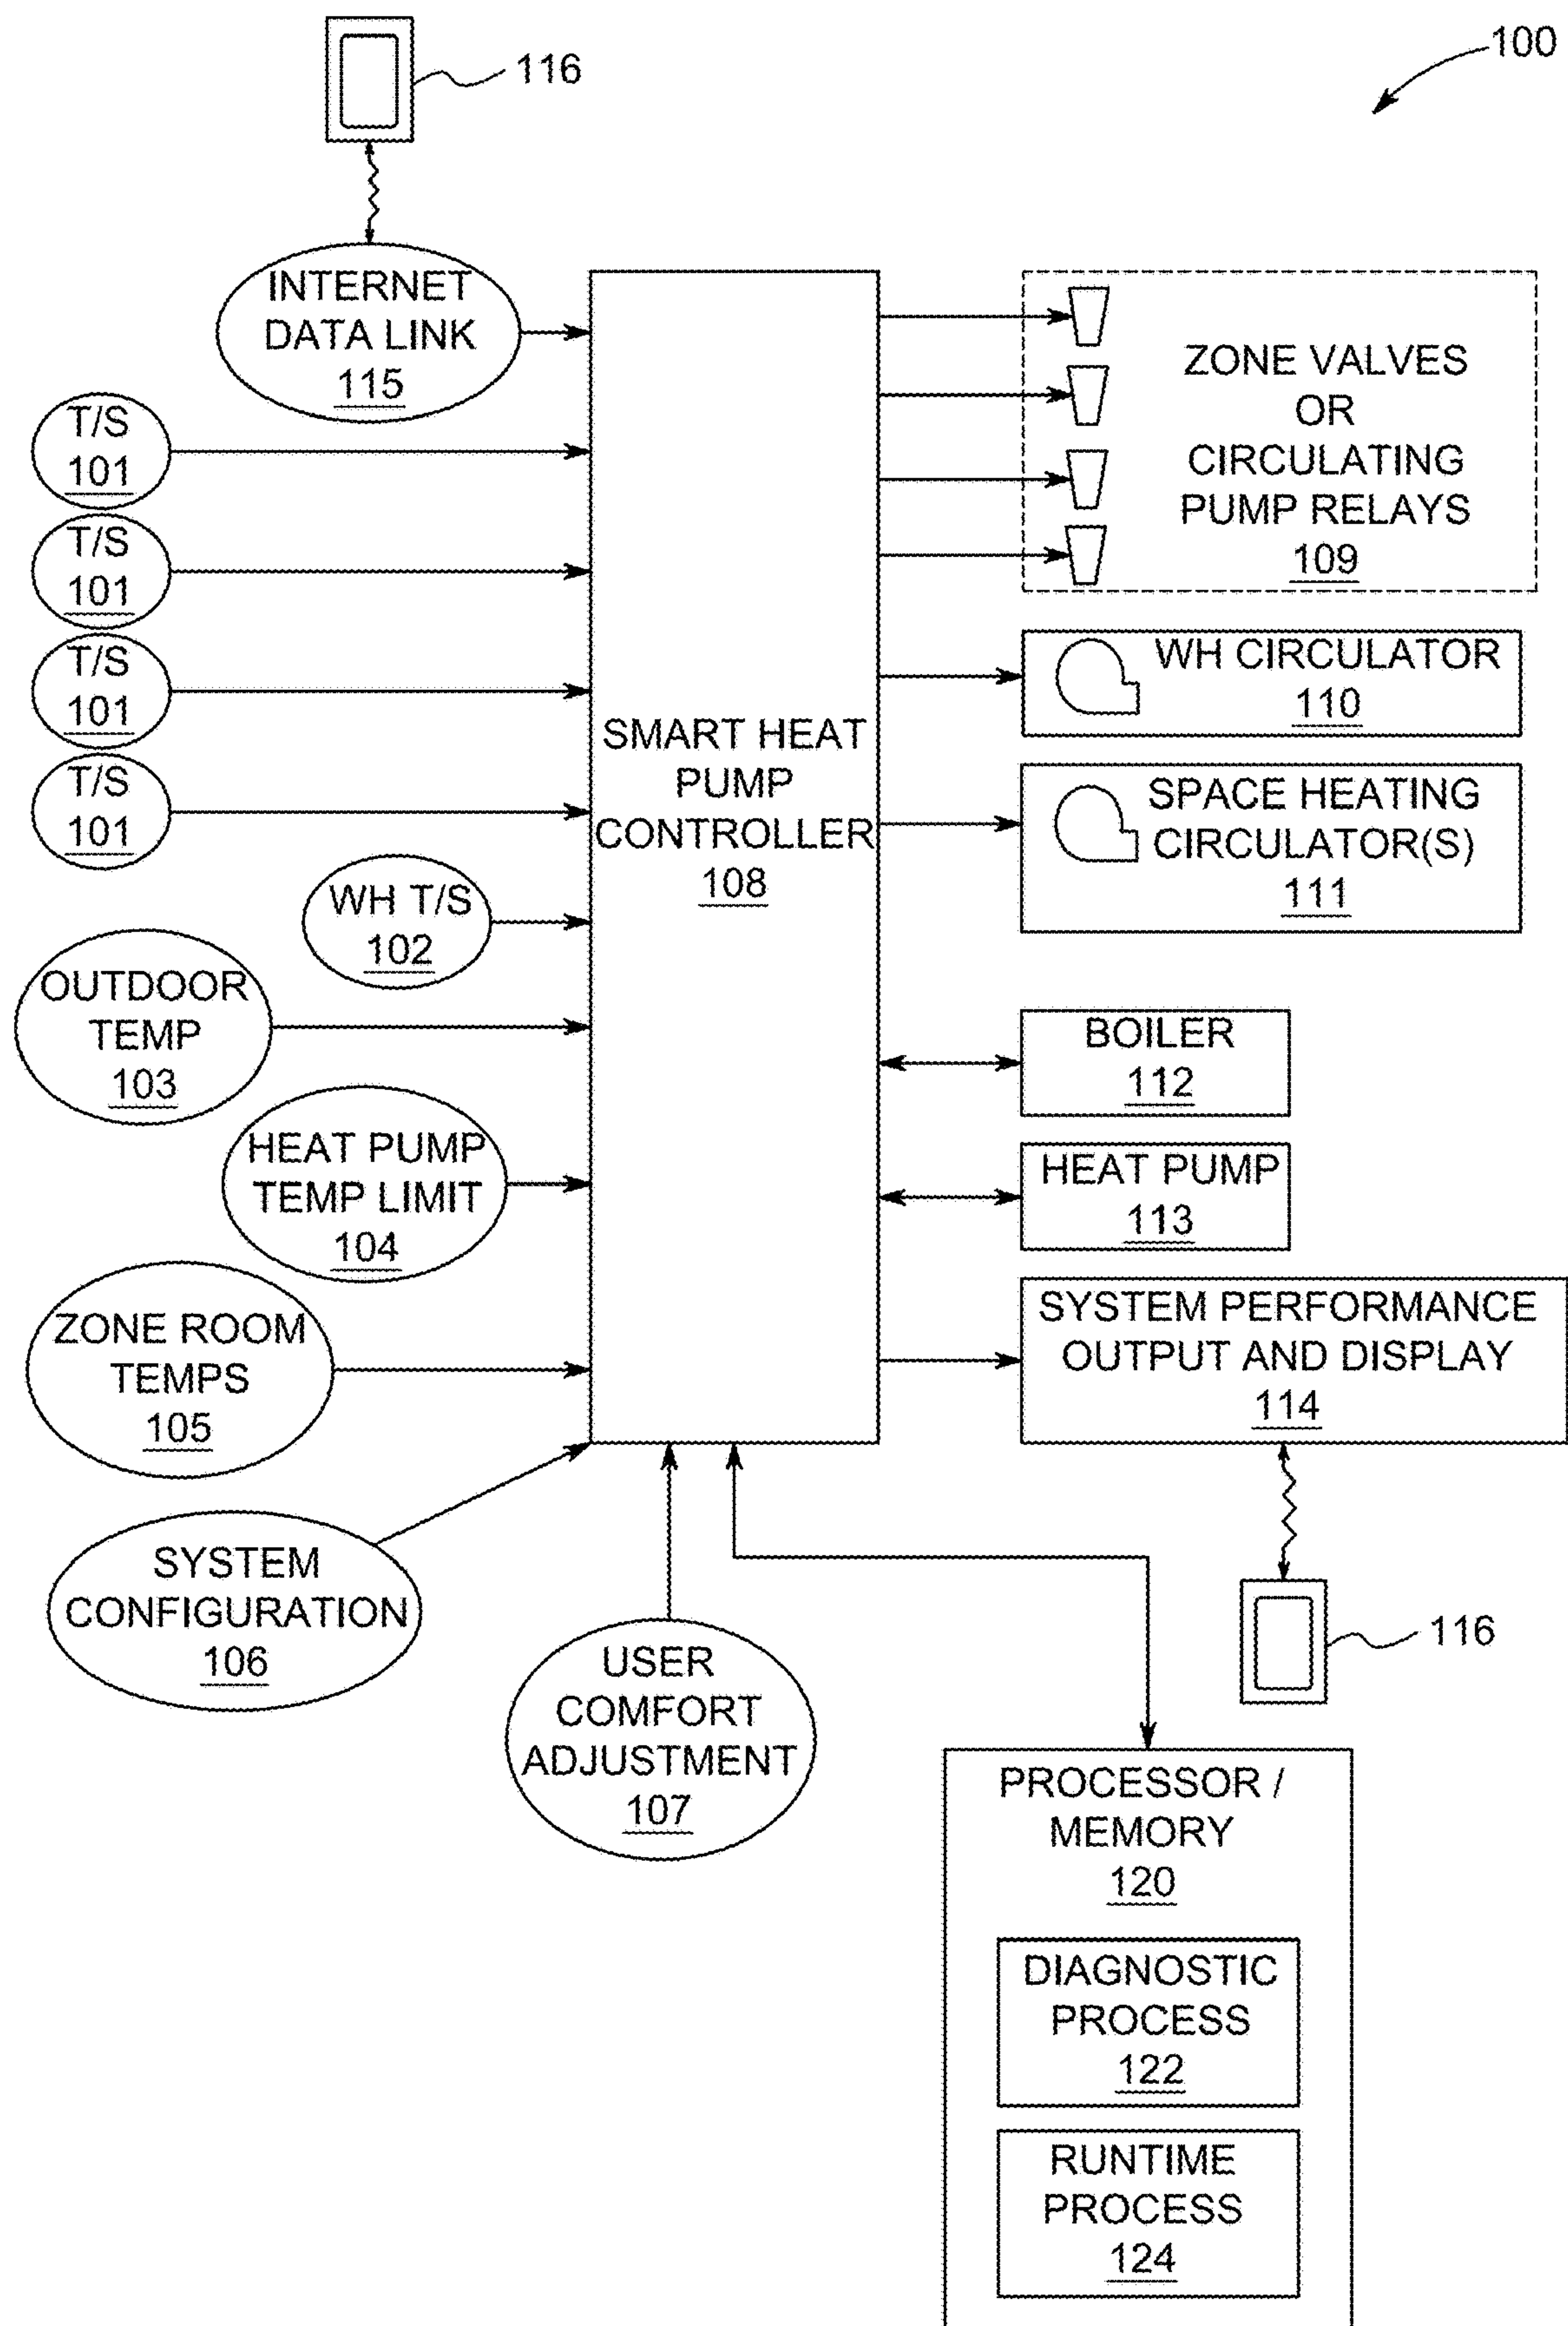 100
116
INTERNET
DATA LINK
115
T/S
101
T/S
101
T/S
101
T/S
101
WH T/S
102
OUTDOOR
TEMP
103
HEAT PUMP
TEMP LIMIT
104
ZONE ROOM
TEMPS
105
SYSTEM
CONFIGURATION
106
USER
COMFORT
ADJUSTMENT
107
SMART HEAT
PUMP
CONTROLLER
108
ZONE VALVES
OR
CIRCULATING
PUMP RELAYS
109
WH CIRCULATOR
110
SPACE HEATING
CIRCULATOR(S)
111
BOILER
112
HEAT PUMP
113
SYSTEM PERFORMANCE
OUTPUT AND DISPLAY
114
116
PROCESSOR /
MEMORY
120
DIAGNOSTIC
PROCESS
122
RUNTIME
PROCESS
124